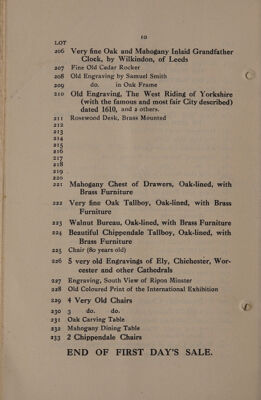 10
LOT
206 Very fine Oak and Mahogany Inlaid Grandfather
Clock, by Wilkindon, of Leeds
207 Fine Old Cedar Rocker
208 Old Engraving by Samuel Smith
209 do. in Oak Frame
210 Old Engraving, The West Riding of Yorkshire
(with the famous and most fair City described)
dated 1610, and 2 others.
211 Rosewood Desk, Brass Mounted
212
213
214
215
216
217
218
219
220
221 Mahogany Chest of Drawers, Oak-lined, with
Brass Furniture
222 Very fine Oak Tallboy, Oak-lined, with Brass
Furniture
223 Walnut Bureau, Oak-lined, with Brass Furniture
224 Beautiful Chippendale Tallboy, Oak-lined, with
Brass Furniture
225 Chair (80 years old)
226 5 very old Engravings of Ely, Chichester, Wor-
cester and other Cathedrals
227 Engraving, South View of Ripon Minster
228 Old Coloured Print of the International Exhibition
229 4 Very Old Chairs
230 3 do. do.
231 Oak Carving Table
232 Mahogany Dining Table
233 2 Chippendale Chairs
END OF FIRST DAY'S SALE.